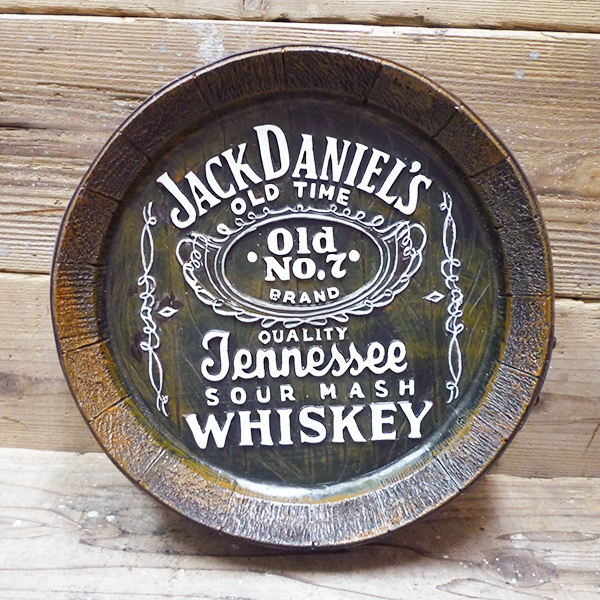 JACK DANIEL'S
OLD TIME
Old
•NO.7•
BRAND
QUALITY
Tennessee
SOUR MASH
WHISKEY